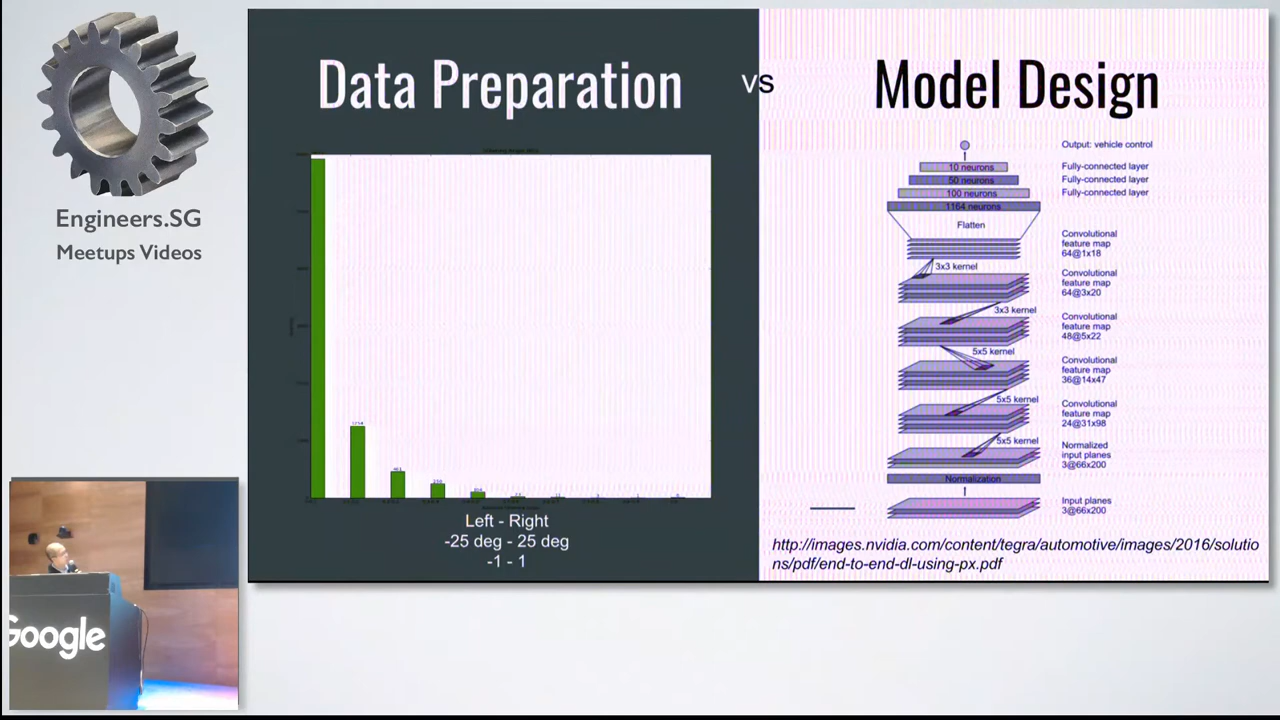 Engineers.SG
Meetups Videos
Google
Data Preparation
vs
Model Design
Left - Right
-25 deg - 25 deg
-1 - 1
Output: vehicle control
10 neurons
Fully-connected layer
50 neurons
Fully-connected layer
100 neurons
Fully-connected layer
1164 neurons
Flatten
Convolutional
feature map
64@1x18
3x3 kernel
Convolutional
feature map
64@3x20
3x3 kernel
Convolutional
feature map
48@5x22
5x5 kernel
Convolutional
feature map
36@14x47
5x5 kernel
Convolutional
feature map
24@31x98
5x5 kernel
Normalized
input planes
3@66x200
Normalization
Input planes
3@66x200
http://images.nvidia.com/content/tegra/automotive/images/2016/solutio
ns/pdf/end-to-end-dl-using-px.pdf